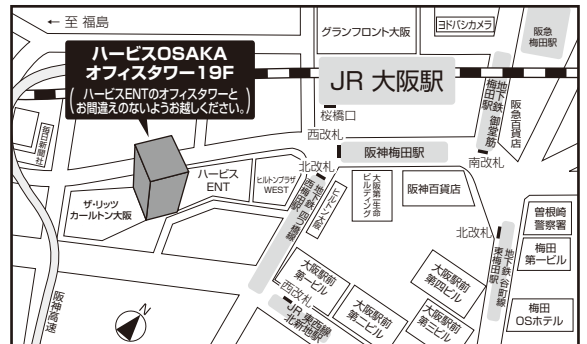 ← 至 福島
ハービスOSAKA
オフィスタワー19F
(ハービスENTのオフィスタワーと
お間違えのないようお越しください。)
グランフロント大阪
ヨドバシカメラ
阪急
梅田駅
JR 大阪駅
地下鉄 御堂筋
梅田駅
阪急百貨店
桜橋口
西改札
阪神梅田駅
南改札
毎日新聞社
ハービス
ENT
ヒルトンプラザ
WEST
北改札
地下鉄 四つ橋線
西梅田駅
ヒルトン大阪
大阪第一生命
ビルディング
阪神百貨店
ザ・リッツ
カールトン大阪
北改札
地下鉄 谷町線
東梅田駅
曽根崎
警察署
梅田
第一ビル
梅田
OSホテル
大阪駅前
第一ビル
大阪駅前
第二ビル
大阪駅前
第三ビル
大阪駅前
第四ビル
西改札
JR 東西線
北新地駅
阪神高速
N